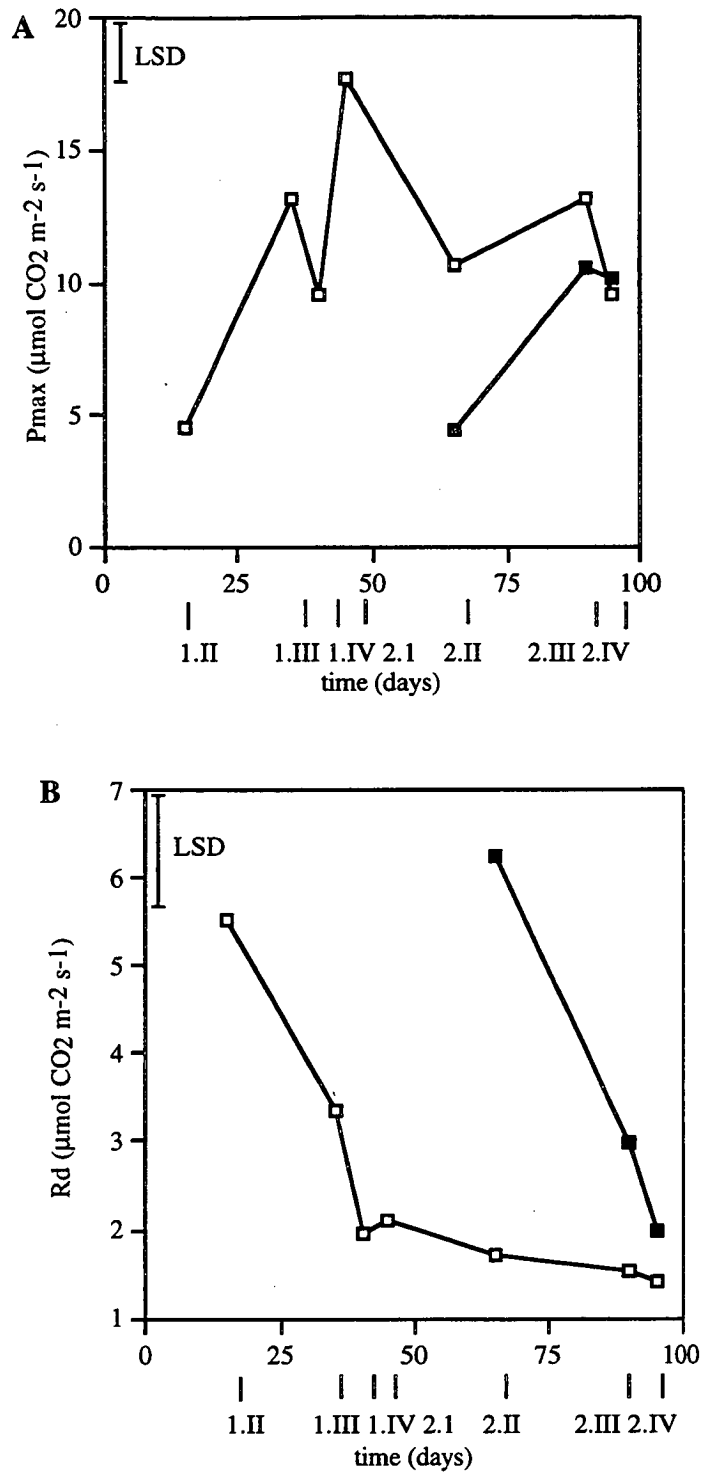 A
20
LSD
15
10
5
0
Pmax (µmol CO2 m-2 s-1)
0 25 50 75 100
1.II 1.III 1.IV 2.1 2.II 2.III 2.IV
time (days)
B
7
LSD
6
5
4
3
2
1
Rd (µmol CO2 m-2 s-1)
0 25 50 75 100
1.II 1.III 1.IV 2.1 2.II 2.III 2.IV
time (days)